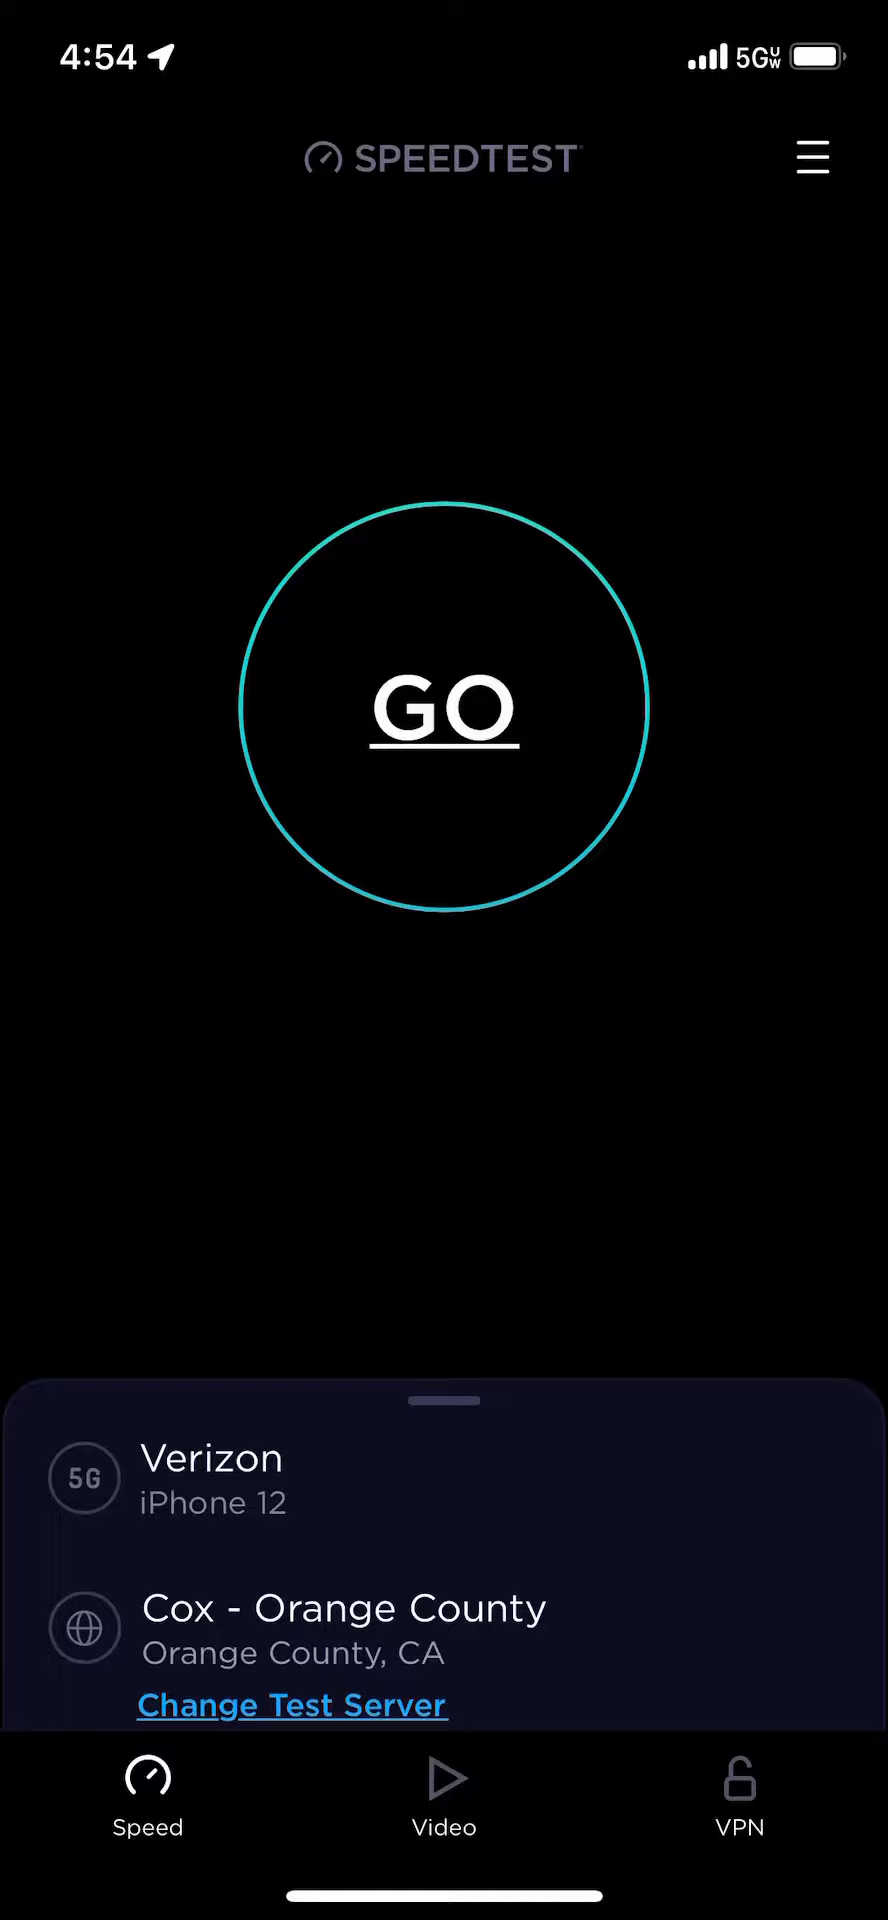 4:54
5G UW
SPEEDTEST
GO
5G
Verizon
iPhone 12
Cox - Orange County
Orange County, CA
Change Test Server
Speed
Video
VPN